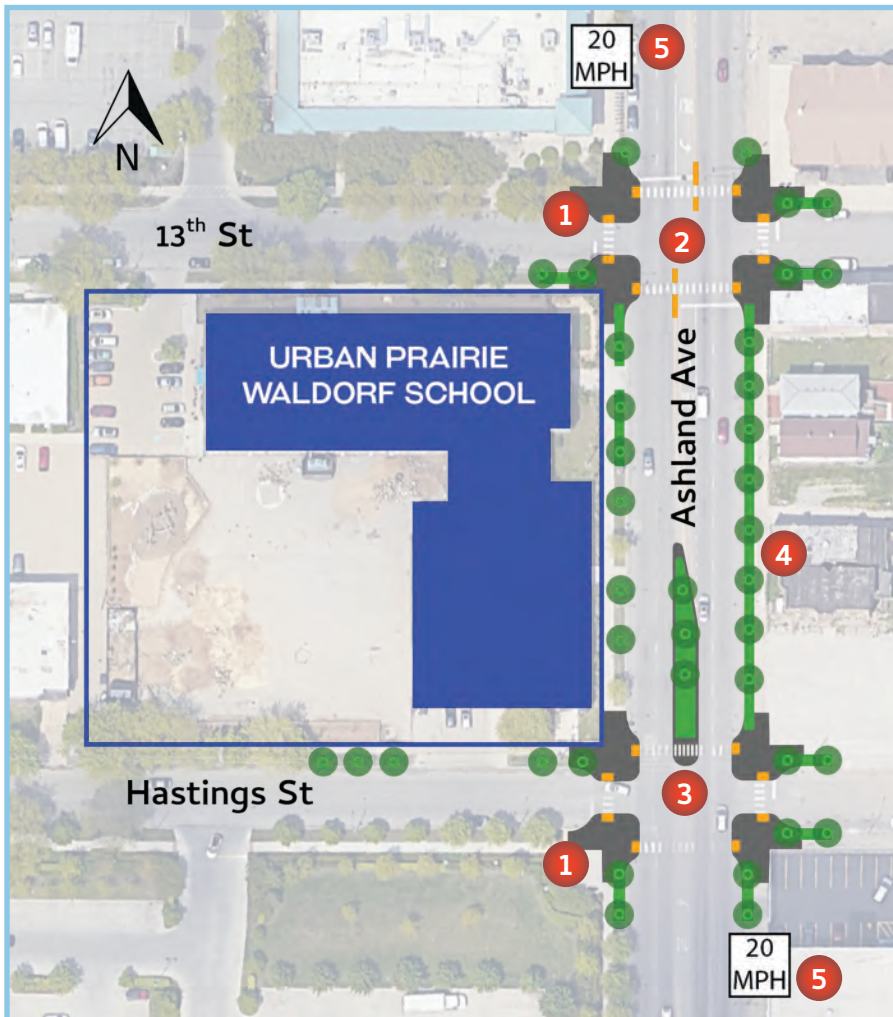 20
MPH
5
N
1
13th St
2
URBAN PRAIRIE
WALDORF SCHOOL
Ashland Ave
4
Hastings St
3
1
20
MPH
5